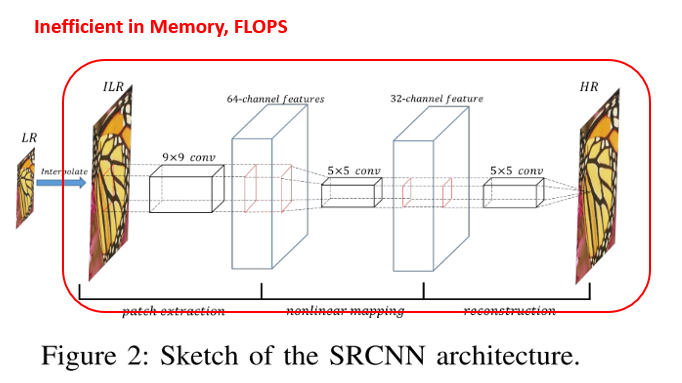 Inefficient in Memory, FLOPS
ILR
HR
64-channel features
32-channel feature
LR
9×9 conv
5×5 conv
5×5 conv
Interpolate
patch extraction
nonlinear mapping
reconstruction
Figure 2: Sketch of the SRCNN architecture.